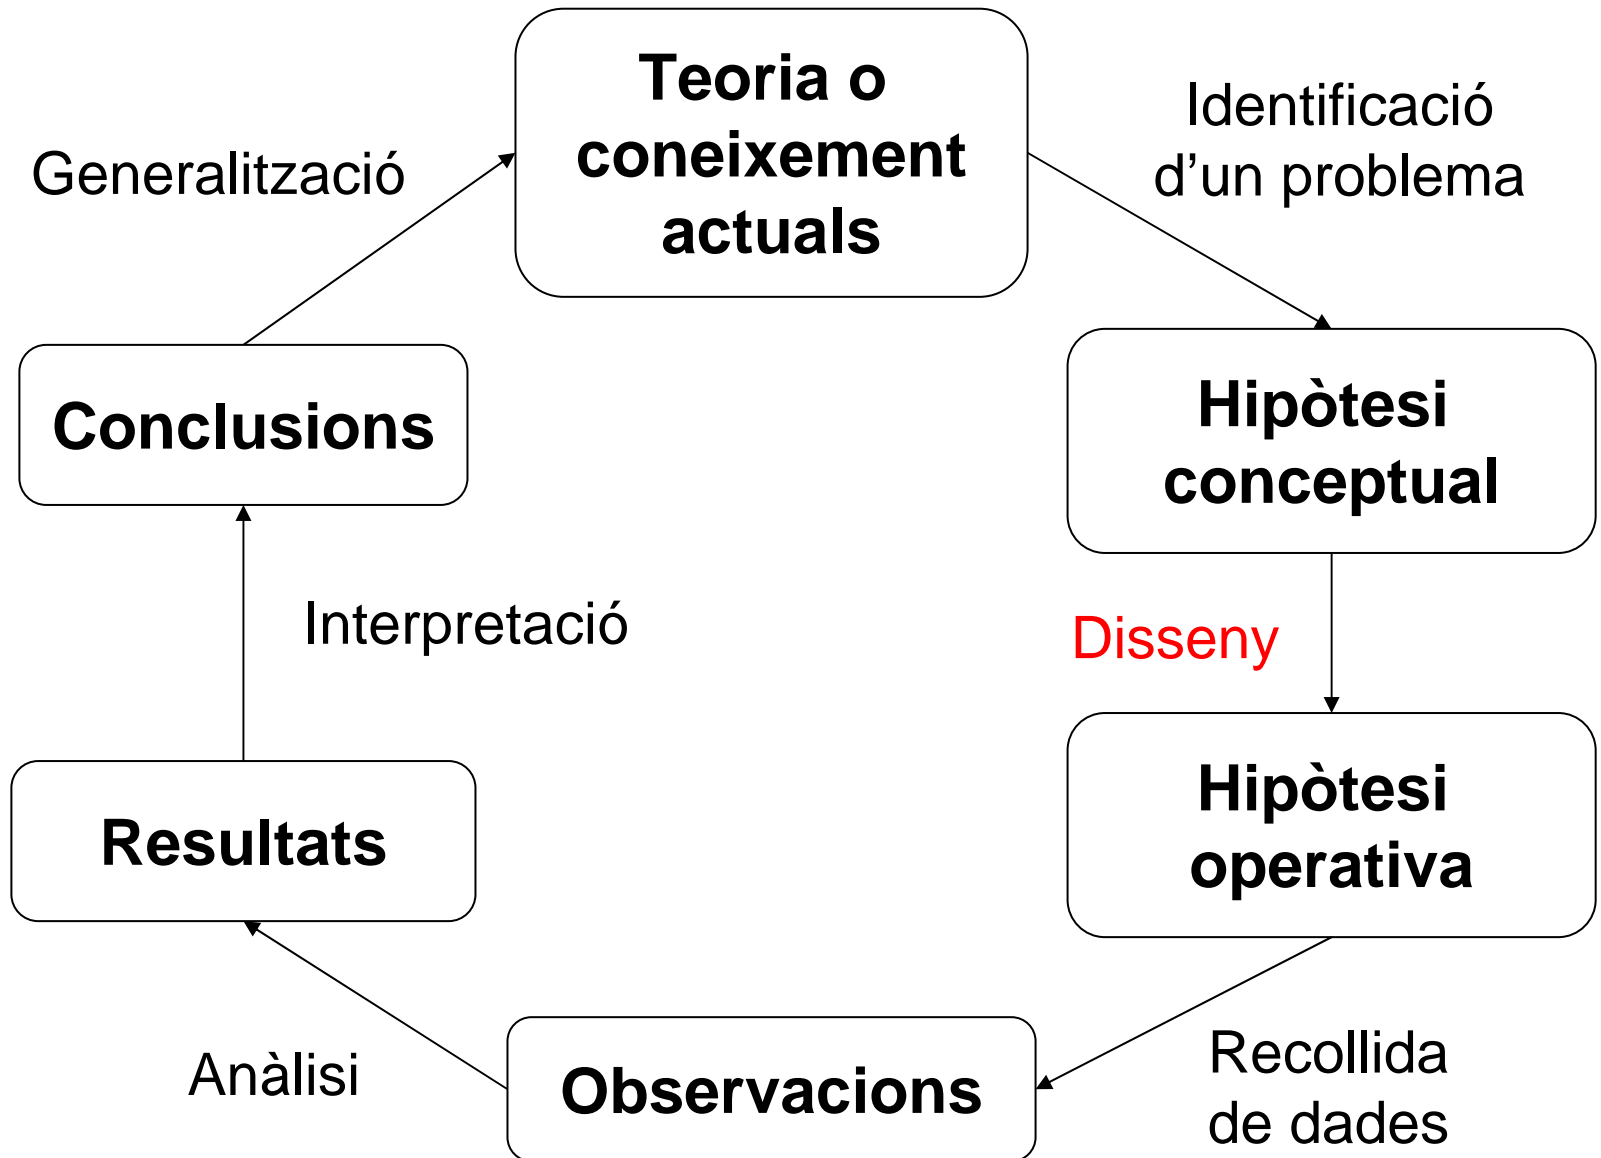 Teoria o
coneixement
actuals
Identificació
d’un problema
Hipòtesi
conceptual
Disseny
Hipòtesi
operativa
Recollida
de dades
Observacions
Anàlisi
Resultats
Interpretació
Conclusions
Generalització